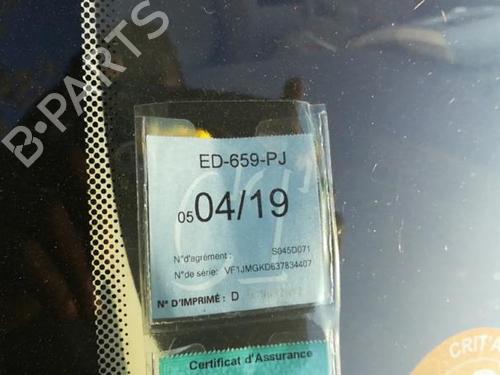 B-PARTS
ED-659-PJ
05 04/19
N°d'agrément : S045D071
N°de série: VF1JMGKD637834407
N° D'IMPRIMÉ: D
Certificat d'Assurance
CRIT'A